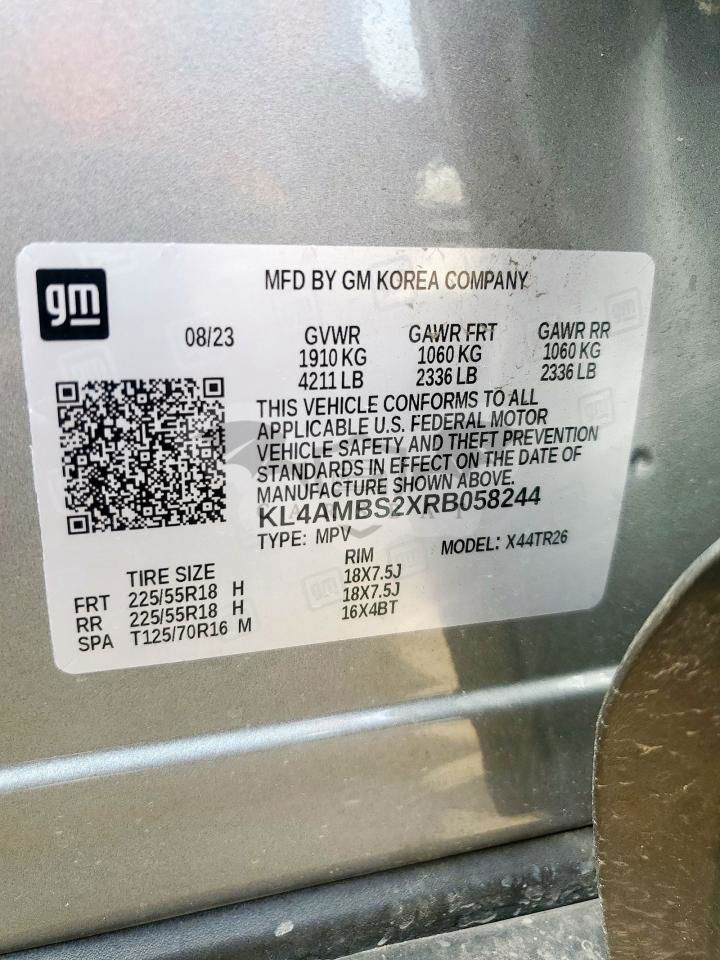 gm
MFD BY GM KOREA COMPANY
08/23 GVWR GAWR FRT GAWR RR
1910 KG 1060 KG 1060 KG
4211 LB 2336 LB 2336 LB
THIS VEHICLE CONFORMS TO ALL
APPLICABLE U.S. FEDERAL MOTOR
VEHICLE SAFETY AND THEFT PREVENTION
STANDARDS IN EFFECT ON THE DATE OF
MANUFACTURE SHOWN ABOVE.
KL4AMBS2XRB058244
TYPE: MPV MODEL: X44TR26
TIRE SIZE RIM
FRT 225/55R18 H 18X7.5J
RR 225/55R18 H 18X7.5J
SPA T125/70R16 M 16X4BT